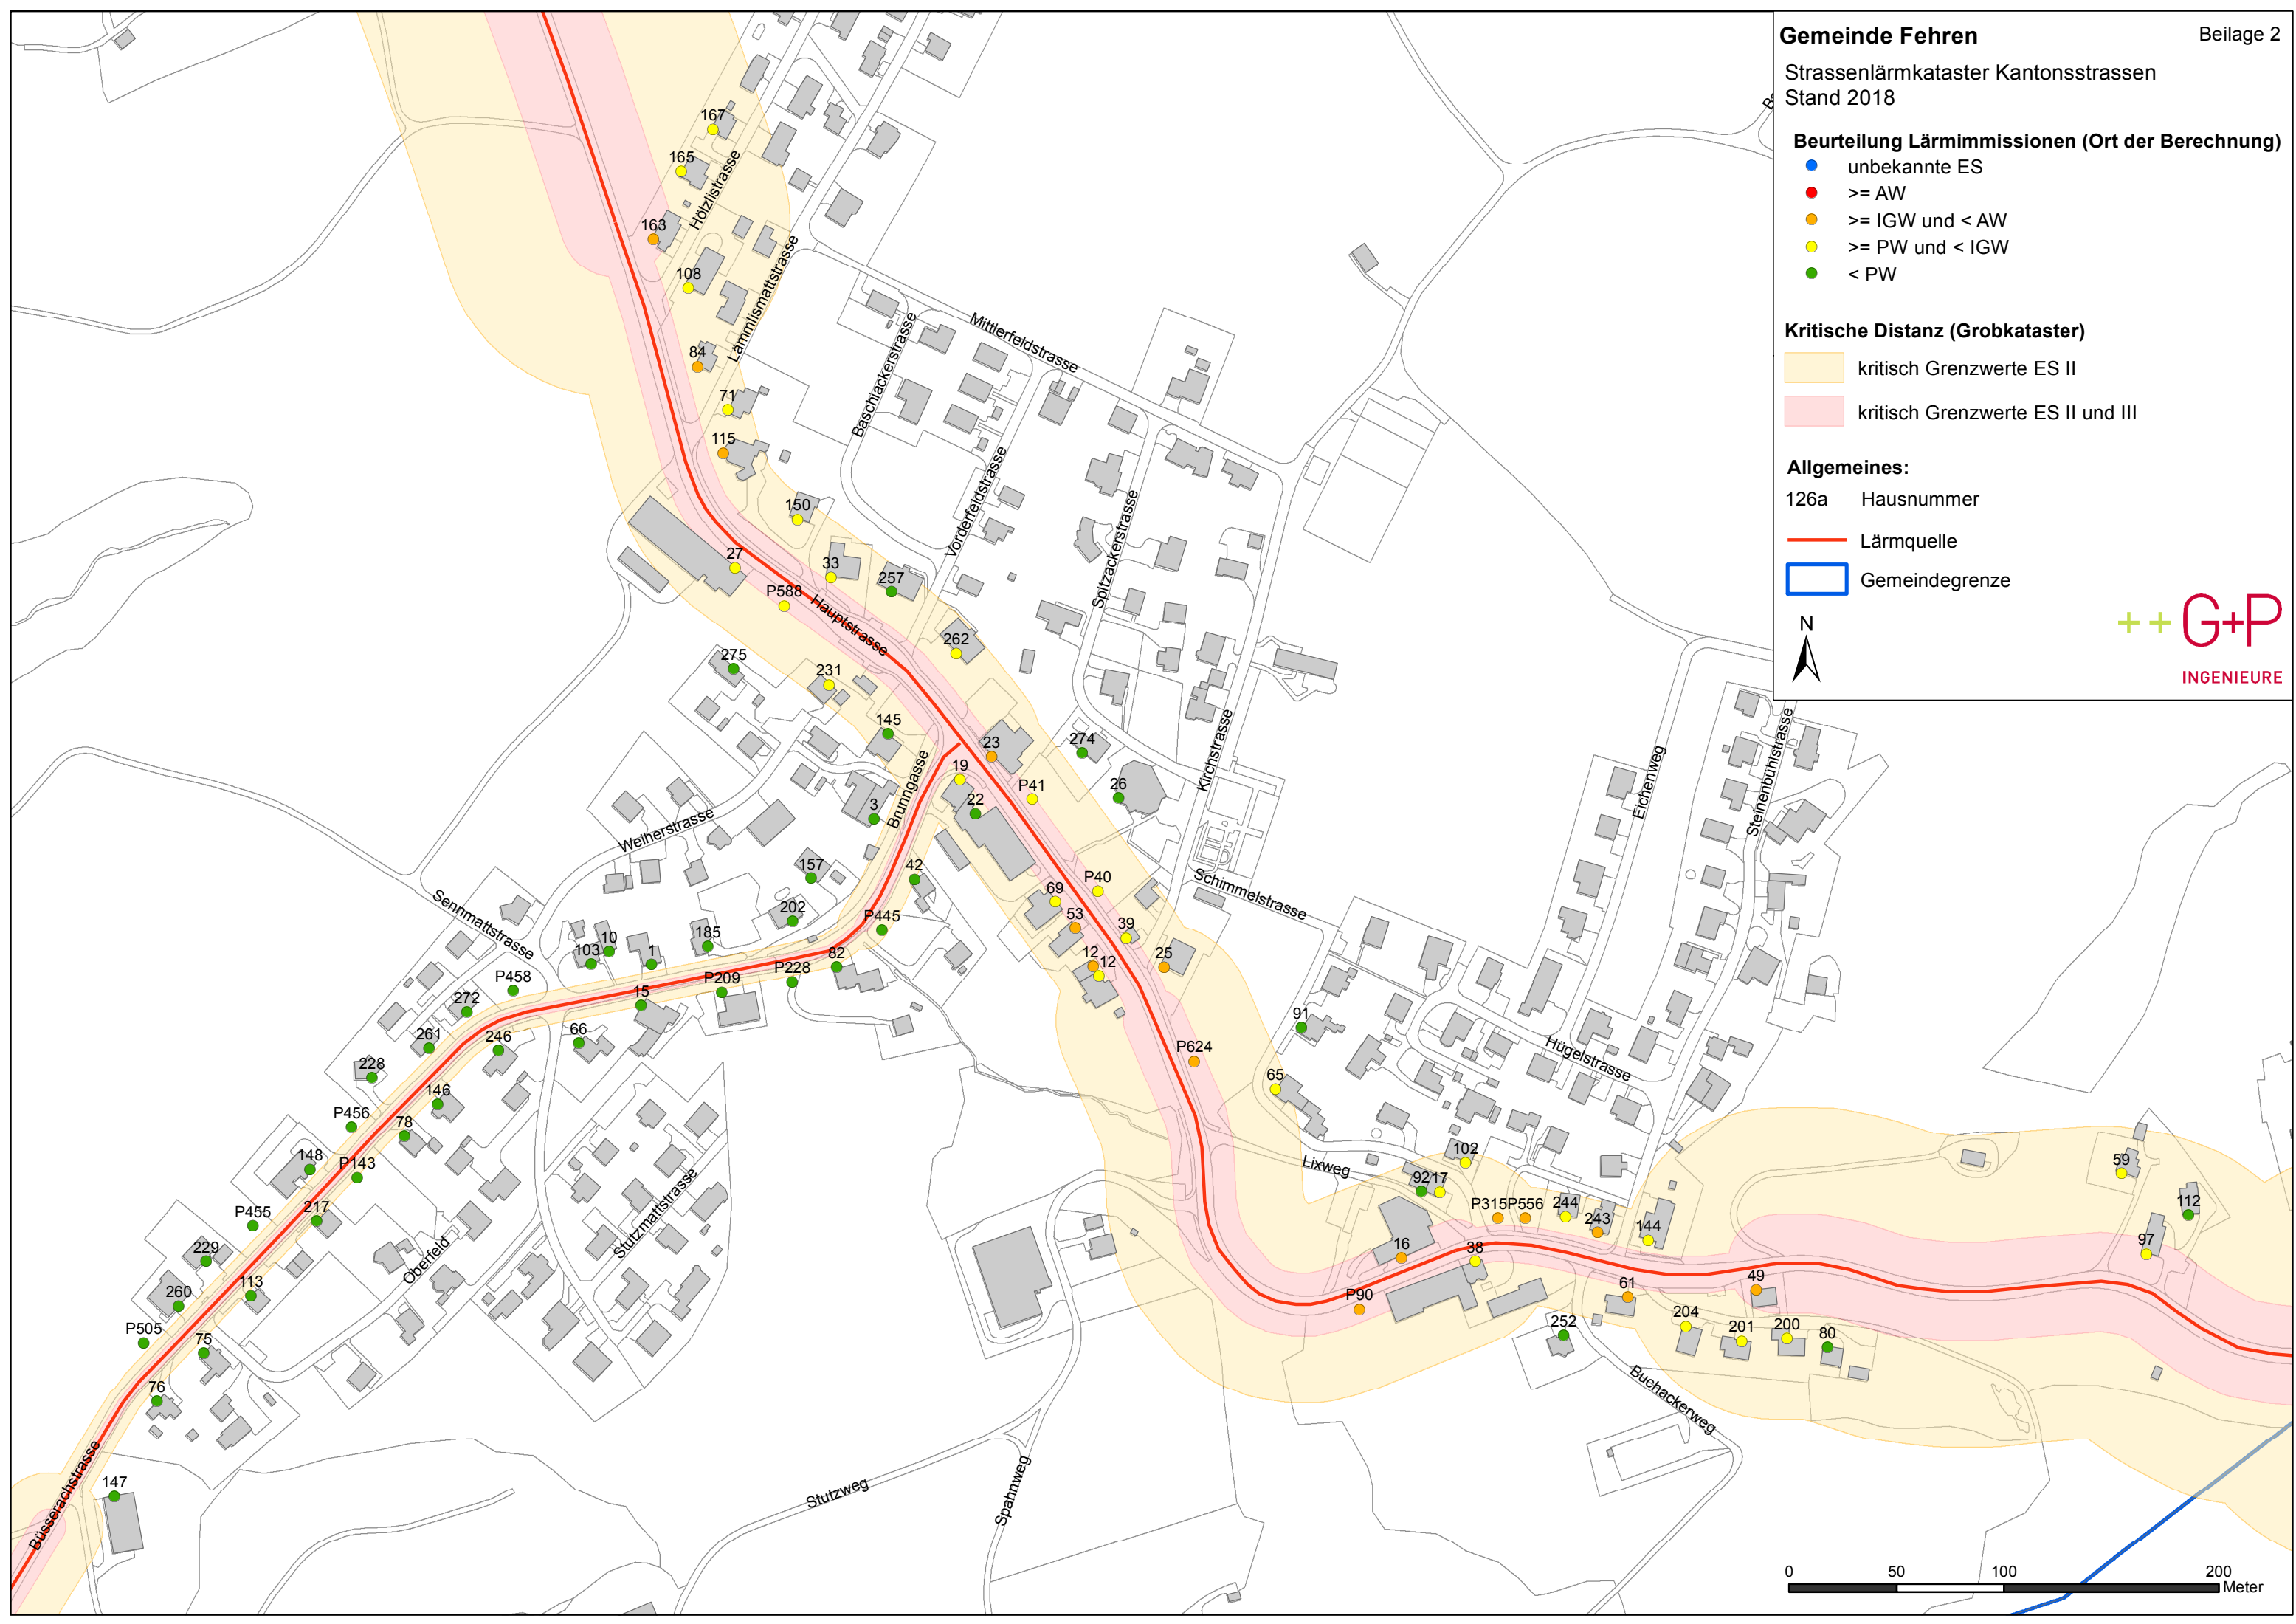 Gemeinde Fehren
Beilage 2
Strassenlärmkataster Kantonsstrassen
Stand 2018
Beurteilung Lärmimmissionen (Ort der Berechnung)
unbekannte ES
>= AW
>= IGW und < AW
>= PW und < IGW
< PW
Kritische Distanz (Grobkataster)
kritisch Grenzwerte ES II
kritisch Grenzwerte ES II und III
Allgemeines:
126a Hausnummer
Lärmquelle
Gemeindegrenze
N
++G+P
INGENIEURE
167
165
Hölzlistrasse
163
108
Lämmlismattstrasse
84
71
115
150
27
33
257
P588
Hauptstrasse
262
275
231
145
Baschiackerstrasse
Mittlerfeldstrasse
Vorderfeldstrasse
Spitzackerstrasse
Kirchstrasse
274
26
23
19
P41
22
3
Brunngasse
Weiherstrasse
157
42
202
P445
185
82
P228
P209
1
10
103
15
66
Sennmattstrasse
P458
272
261
246
228
146
P456
78
148
P143
217
P455
229
113
260
P505
75
76
147
Büsserachstrasse
Oberfeld
Stutzmattstrasse
Stutzweg
Spahnweg
69
P40
53
39
12
12
25
Schimmelstrasse
P624
91
65
Eichenweg
Steinenbühlstrasse
Hügelstrasse
Lixweg
102
92
17
P315
P556
244
243
144
16
38
P90
61
49
252
204
201
200
80
Buchackerweg
59
112
97
0 50 100 200
Meter